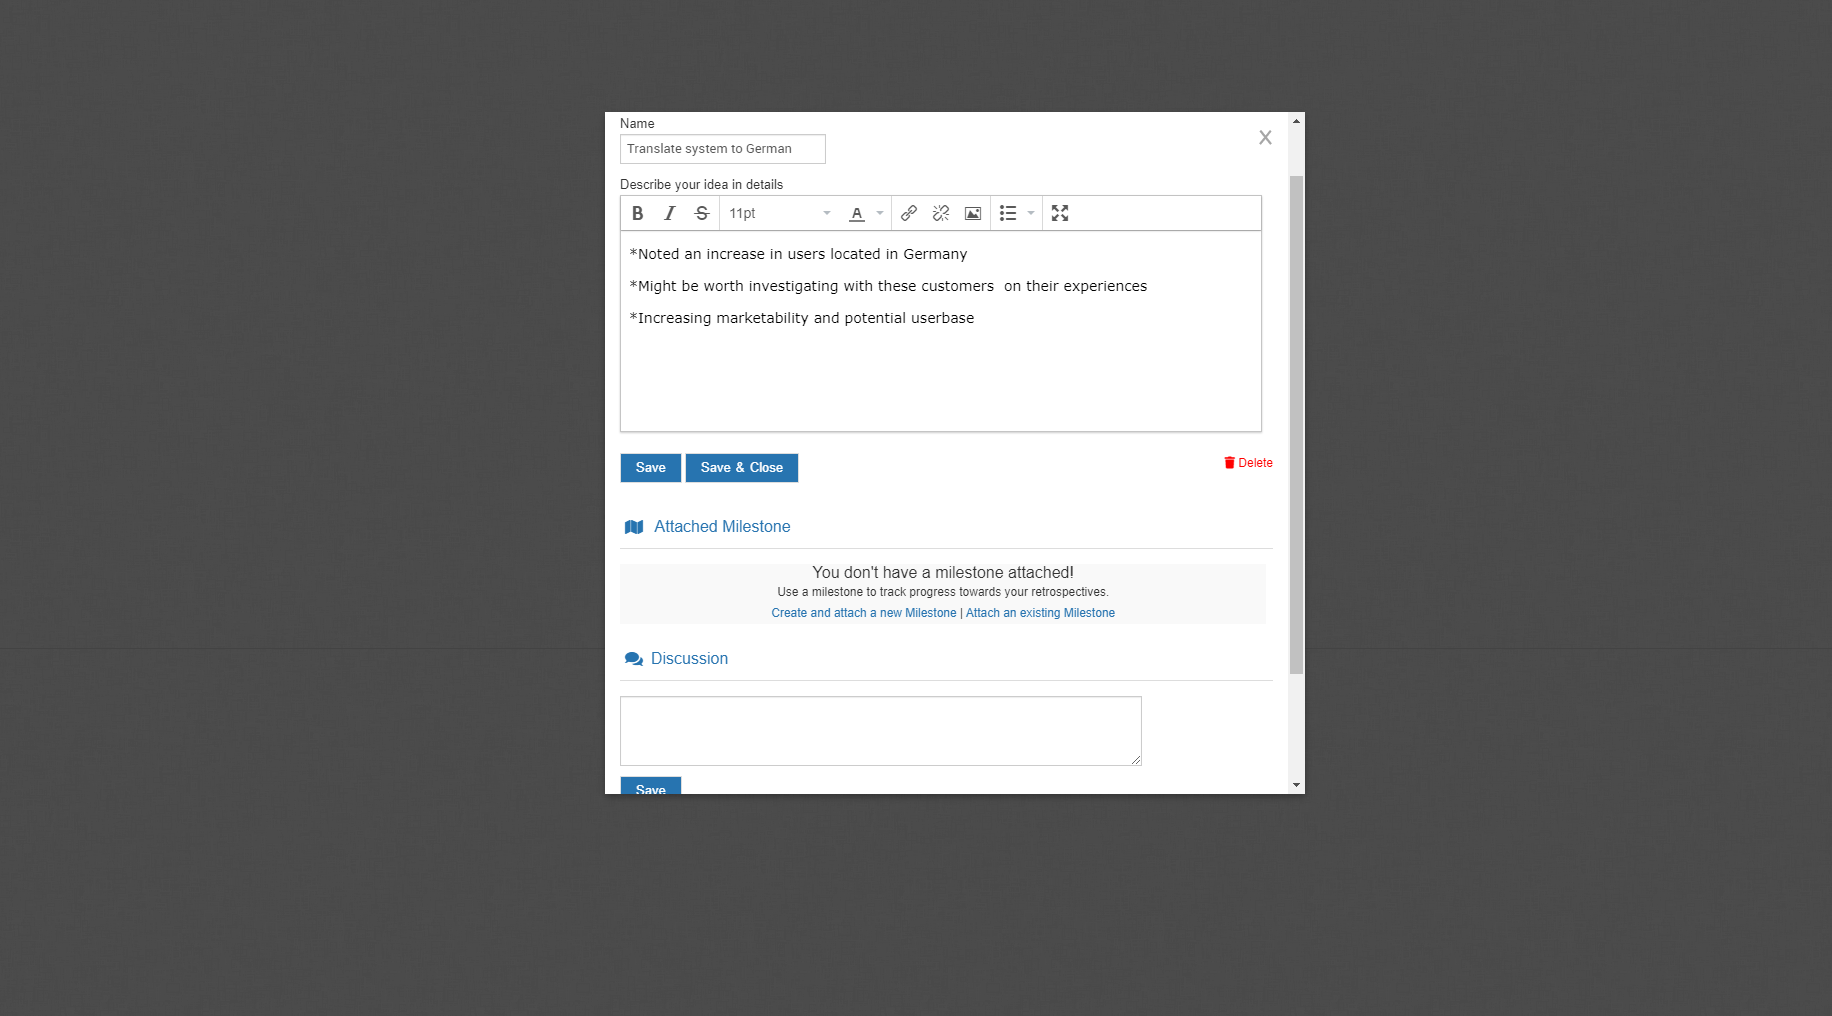 Name
X
Translate system to German
Describe your idea in details
B I S 11pt A
*Noted an increase in users located in Germany
*Might be worth investigating with these customers  on their experiences
*Increasing marketability and potential userbase
Save Save & Close Delete
Attached Milestone
You don't have a milestone attached!
Use a milestone to track progress towards your retrospectives.
Create and attach a new Milestone | Attach an existing Milestone
Discussion
Save